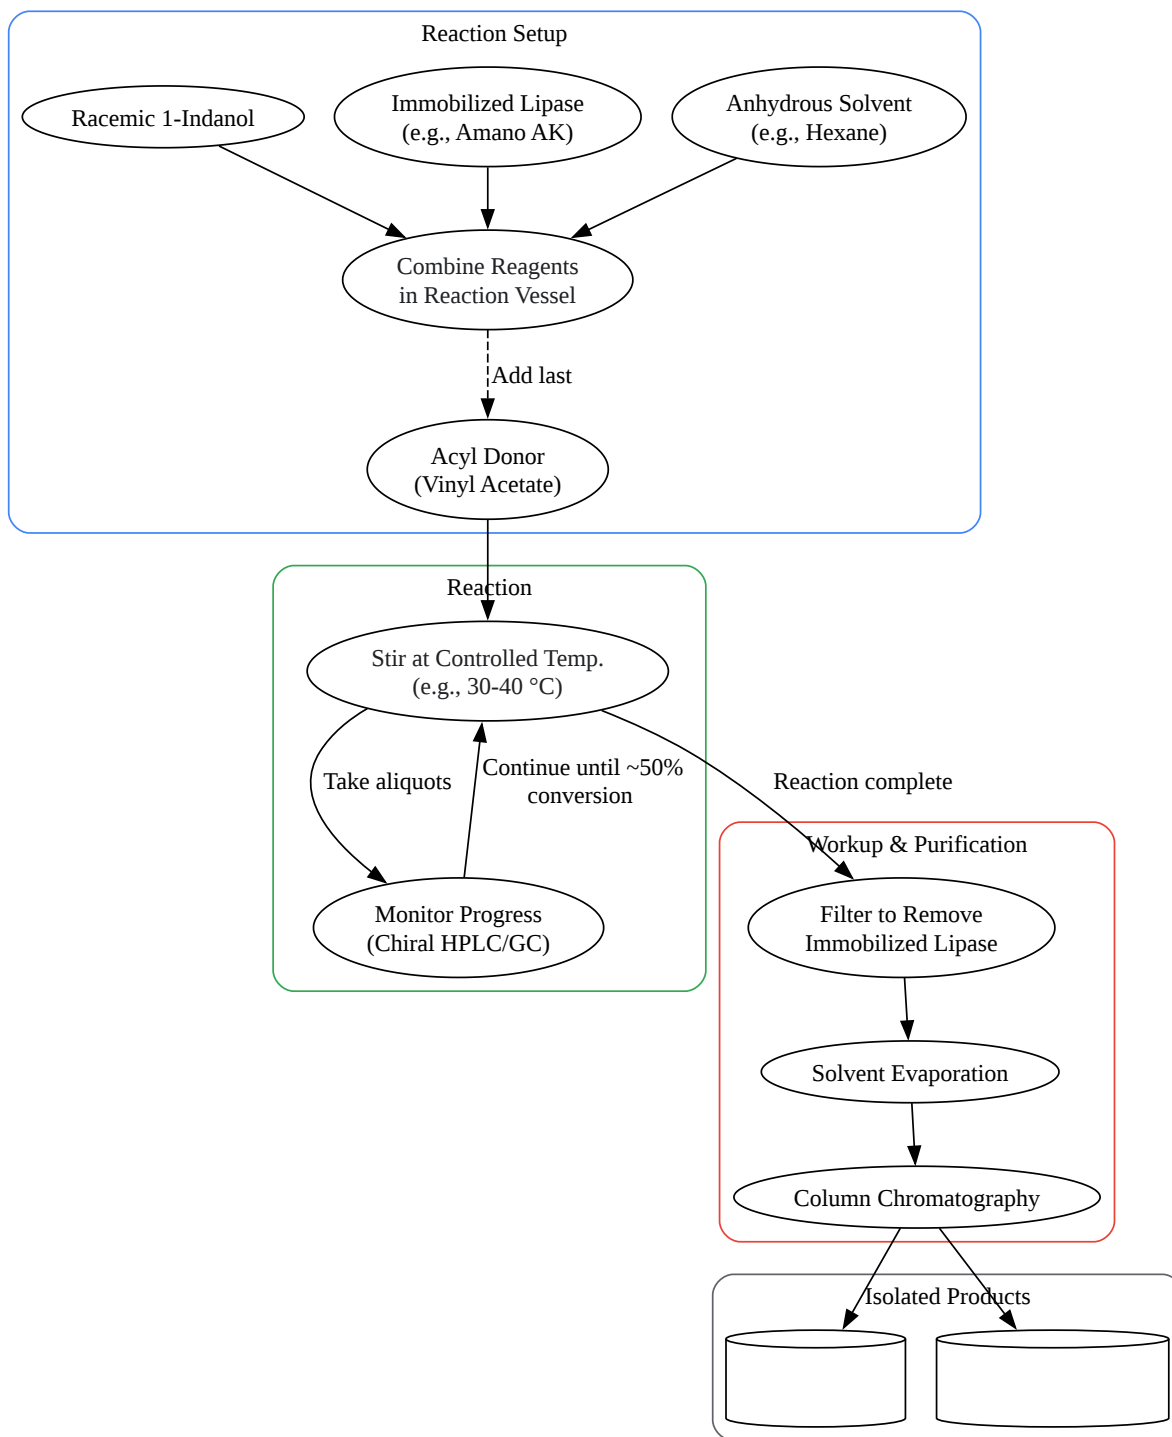 Reaction Setup
Racemic 1-Indanol
Immobilized Lipase
(e.g., Amano AK)
Anhydrous Solvent
(e.g., Hexane)
Combine Reagents
in Reaction Vessel
Add last
Acyl Donor
(Vinyl Acetate)
Reaction
Stir at Controlled Temp.
(e.g., 30-40 °C)
Take aliquots
Continue until ~50%
conversion
Reaction complete
Monitor Progress
(Chiral HPLC/GC)
Workup & Purification
Filter to Remove
Immobilized Lipase
Solvent Evaporation
Column Chromatography
Isolated Products